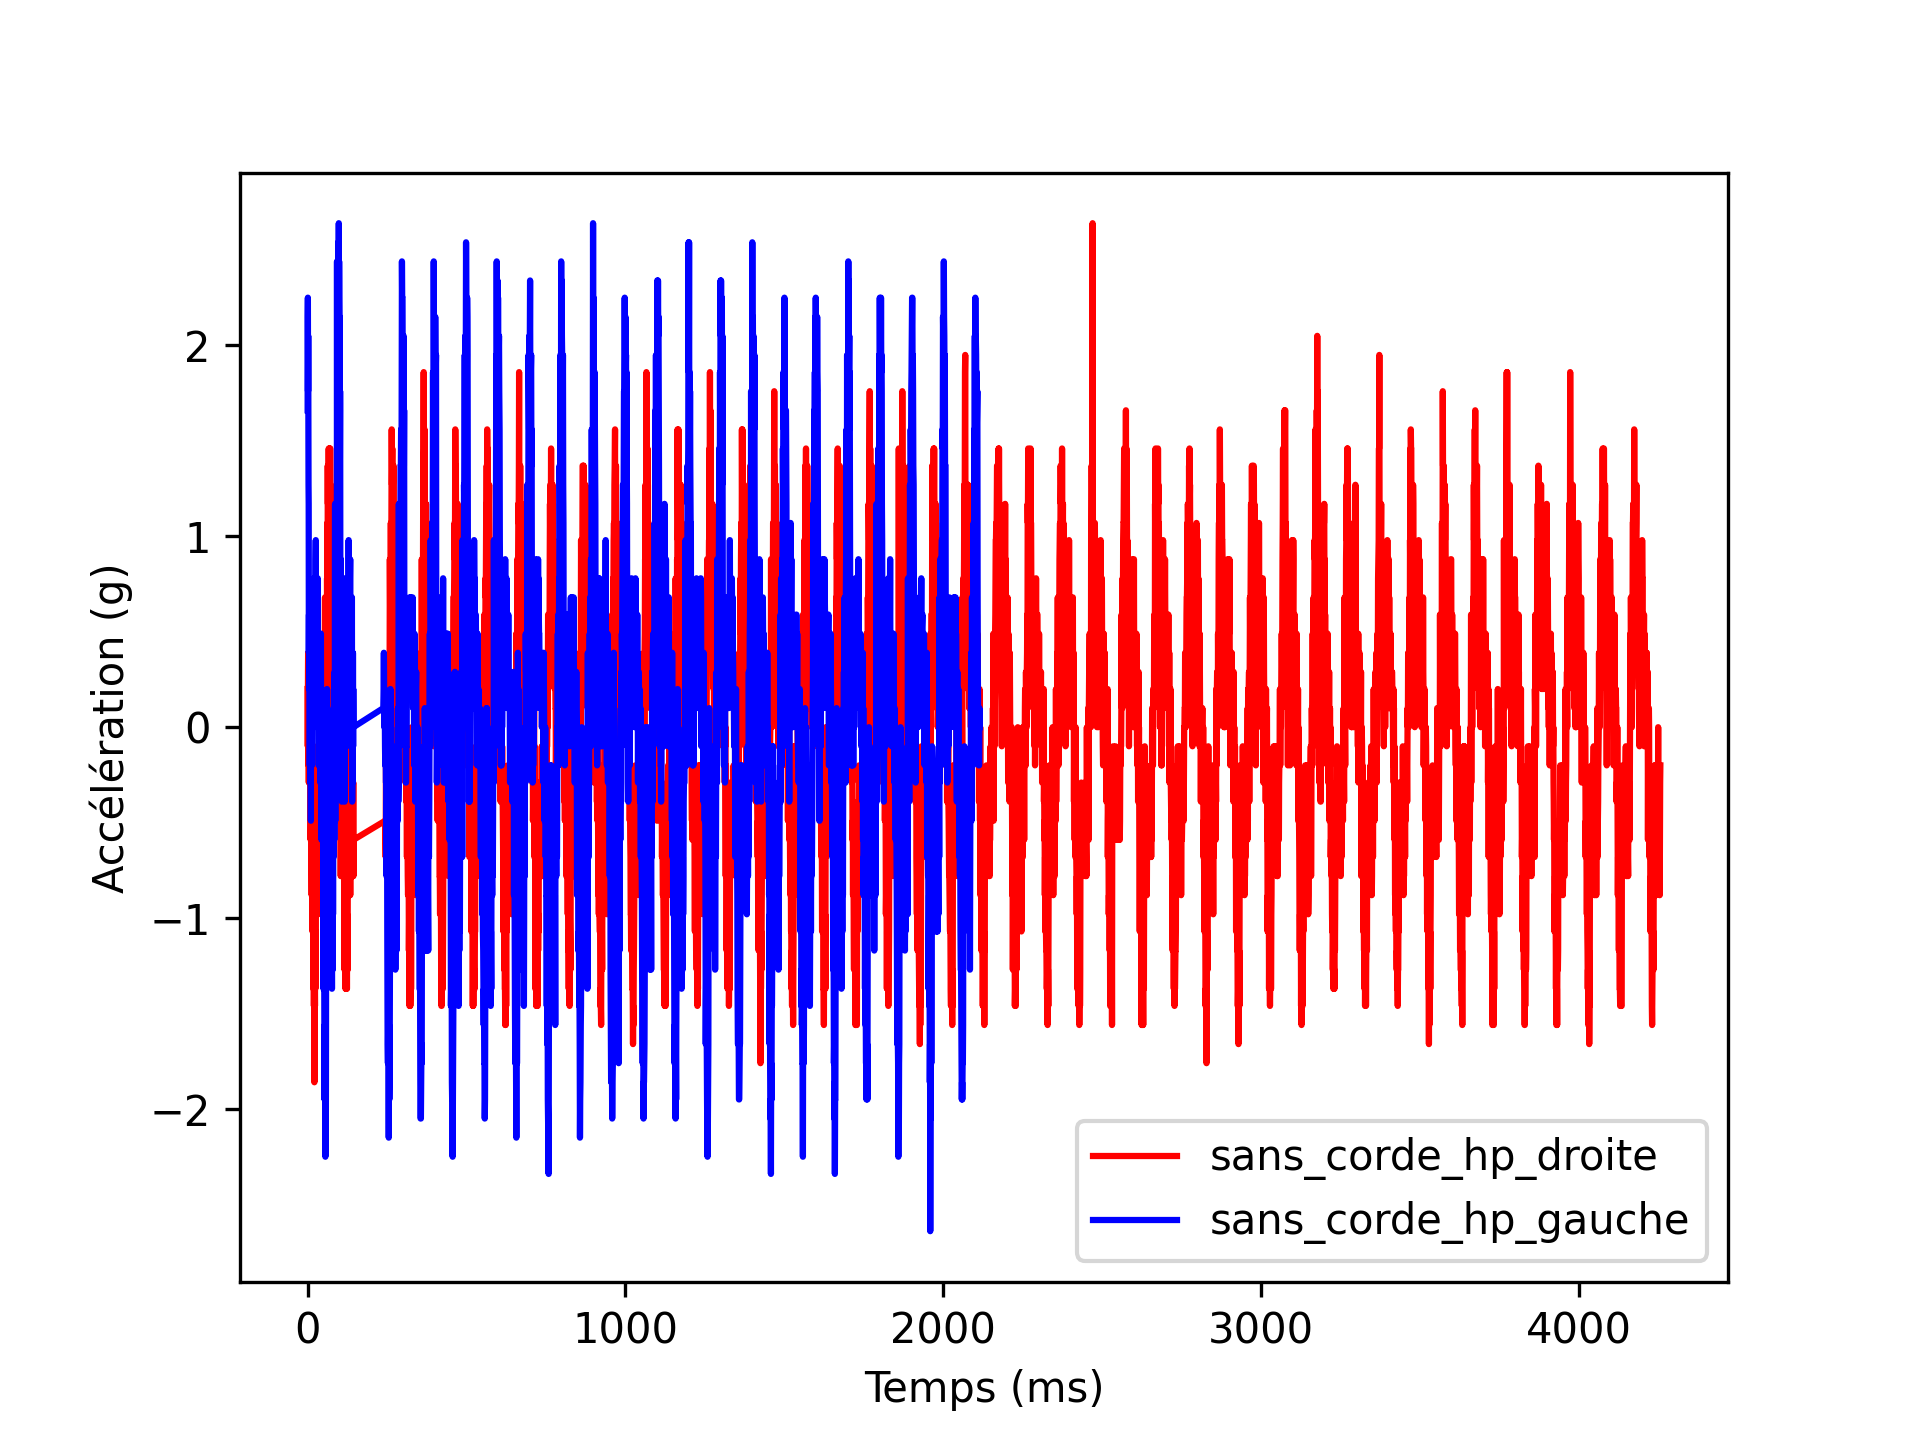 2
1
0
−1
−2
Accélération (g)
sans_corde_hp_droite
sans_corde_hp_gauche
0 1000 2000 3000 4000
Temps (ms)